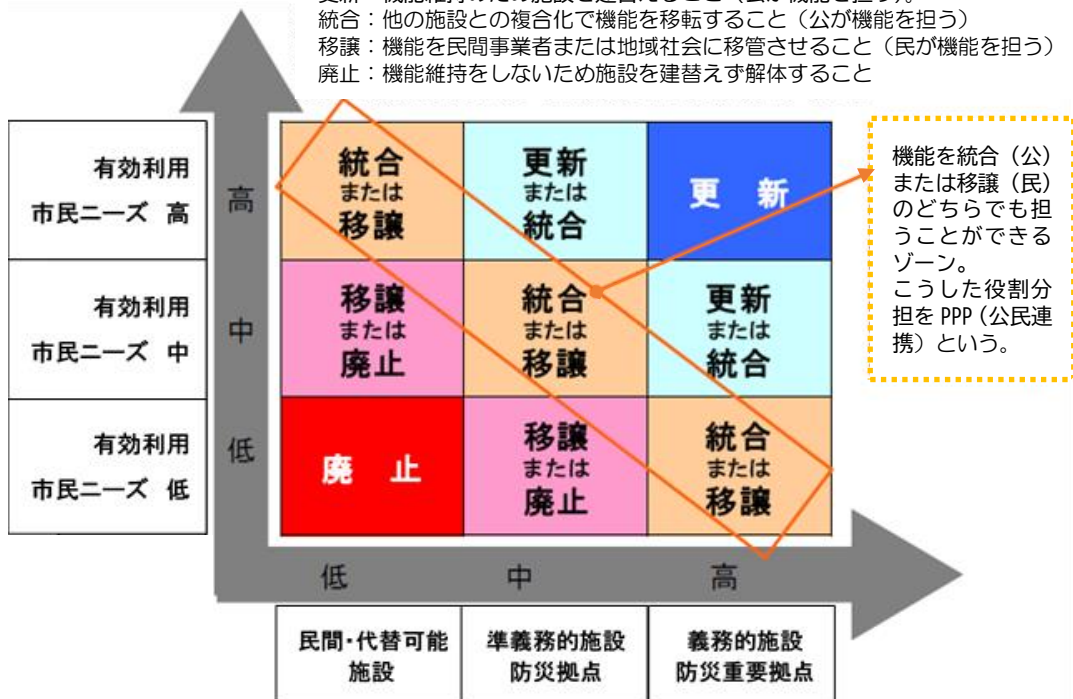 統合：他の施設との複合化で機能を移転すること（公が機能を担う）
移譲：機能を民間事業者または地域社会に移管させること（民が機能を担う）
廃止：機能維持をしないため施設を建替えず解体すること
有効利用
市民ニーズ 高
高
統合
または
移譲
更新
または
統合
更 新
機能を統合（公）
または移譲（民）
のどちらでも担
うことができる
ゾーン。
こうした役割分
担を PPP（公民連
携）という。
有効利用
市民ニーズ 中
中
移譲
または
廃止
統合
または
移譲
更新
または
統合
有効利用
市民ニーズ 低
低
廃 止
移譲
または
廃止
統合
または
移譲
低
中
高
民間・代替可能
施設
準義務的施設
防災拠点
義務的施設
防災重要拠点